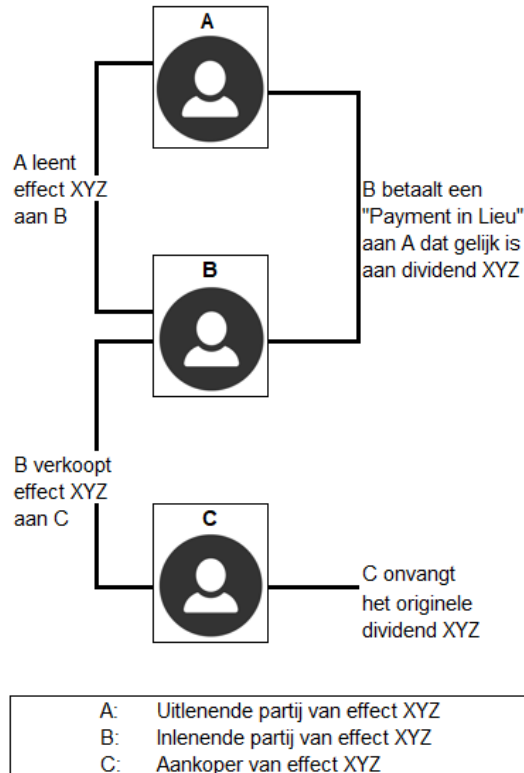 A
A leent
effect XYZ
aan B
B betaalt een
"Payment in Lieu"
aan A dat gelijk is
aan dividend XYZ
B
B verkoopt
effect XYZ
aan C
C
C onvangt
het originele
dividend XYZ
A: Uitlenende partij van effect XYZ
B: Inlenende partij van effect XYZ
C: Aankoper van effect XYZ